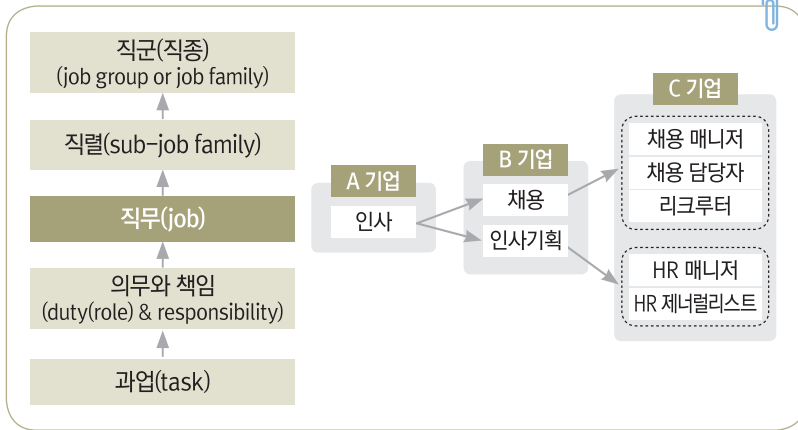 직군(직종)
(job group or job family)
직렬(sub-job family)
직무(job)
의무와 책임
(duty(role) & responsibility)
과업(task)
A 기업
인사
B 기업
채용
인사기획
C 기업
채용 매니저
채용 담당자
리크루터
HR 매니저
HR 제너럴리스트